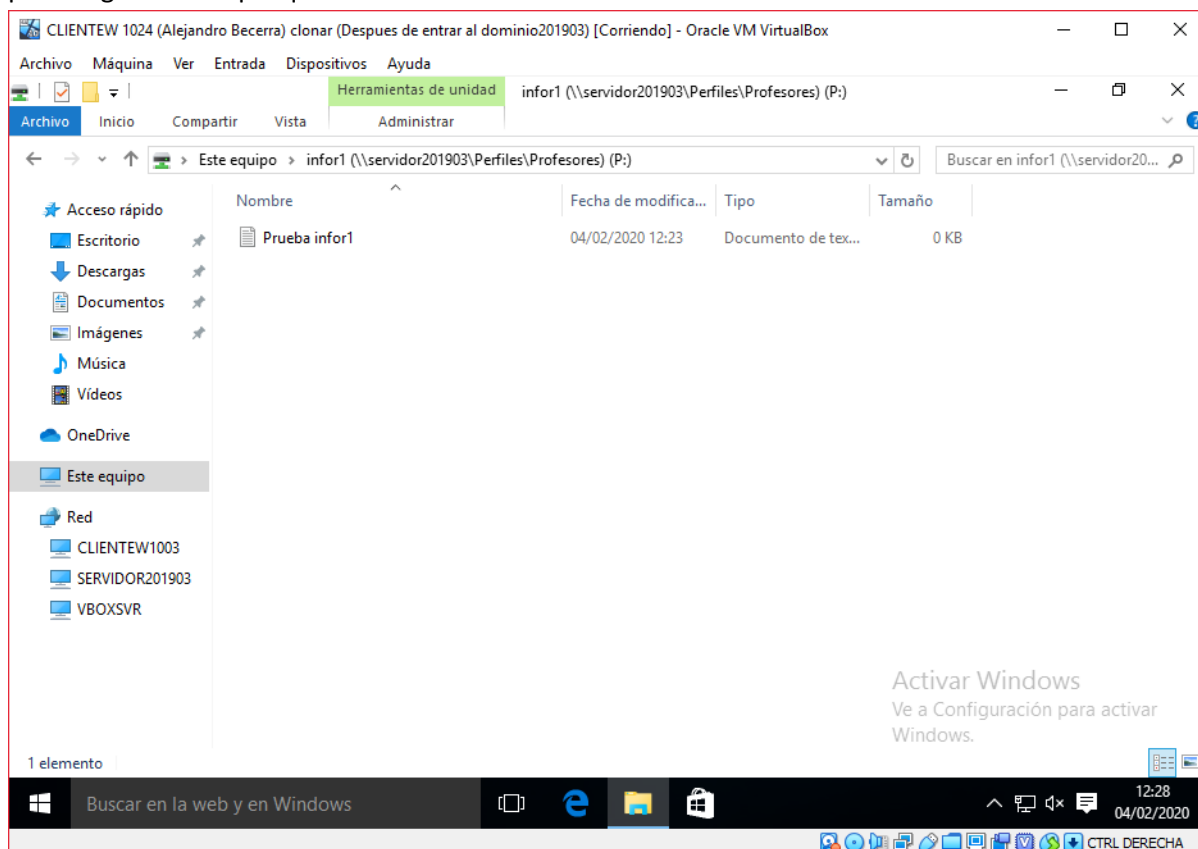 CLIENTEW 1024 (Alejandro Becerra) clonar (Despues de entrar al dominio201903) [Corriendo] - Oracle VM VirtualBox
Archivo Máquina Ver Entrada Dispositivos Ayuda
Herramientas de unidad infor1 (\\servidor201903\Perfiles\Profesores) (P:)
Archivo Inicio Compartir Vista Administrar
Este equipo > infor1 (\\servidor201903\Perfiles\Profesores) (P:) Buscar en infor1 (\\servidor20...
Nombre Fecha de modifica... Tipo Tamaño
Prueba infor1 04/02/2020 12:23 Documento de tex... 0 KB
Acceso rápido
Escritorio
Descargas
Documentos
Imágenes
Música
Vídeos
OneDrive
Este equipo
Red
CLIENTEW1003
SERVIDOR201903
VBOXSVR
Activar Windows
Ve a Configuración para activar
Windows.
1 elemento
Buscar en la web y en Windows 12:28
04/02/2020
CTRL DERECHA